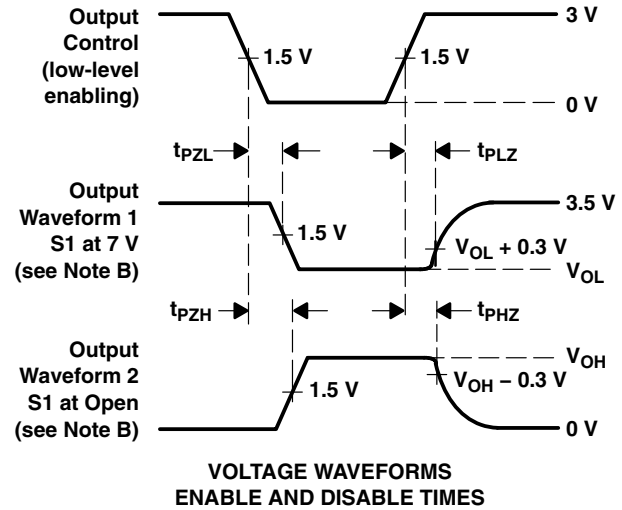 Output
Control
(low-level
enabling)
3 V
1.5 V
1.5 V
0 V
tPZL
tPLZ
Output
Waveform 1
S1 at 7 V
(see Note B)
3.5 V
1.5 V
VOL + 0.3 V
VOL
tPZH
tPHZ
Output
Waveform 2
S1 at Open
(see Note B)
VOH
VOH − 0.3 V
1.5 V
0 V
VOLTAGE WAVEFORMS
ENABLE AND DISABLE TIMES